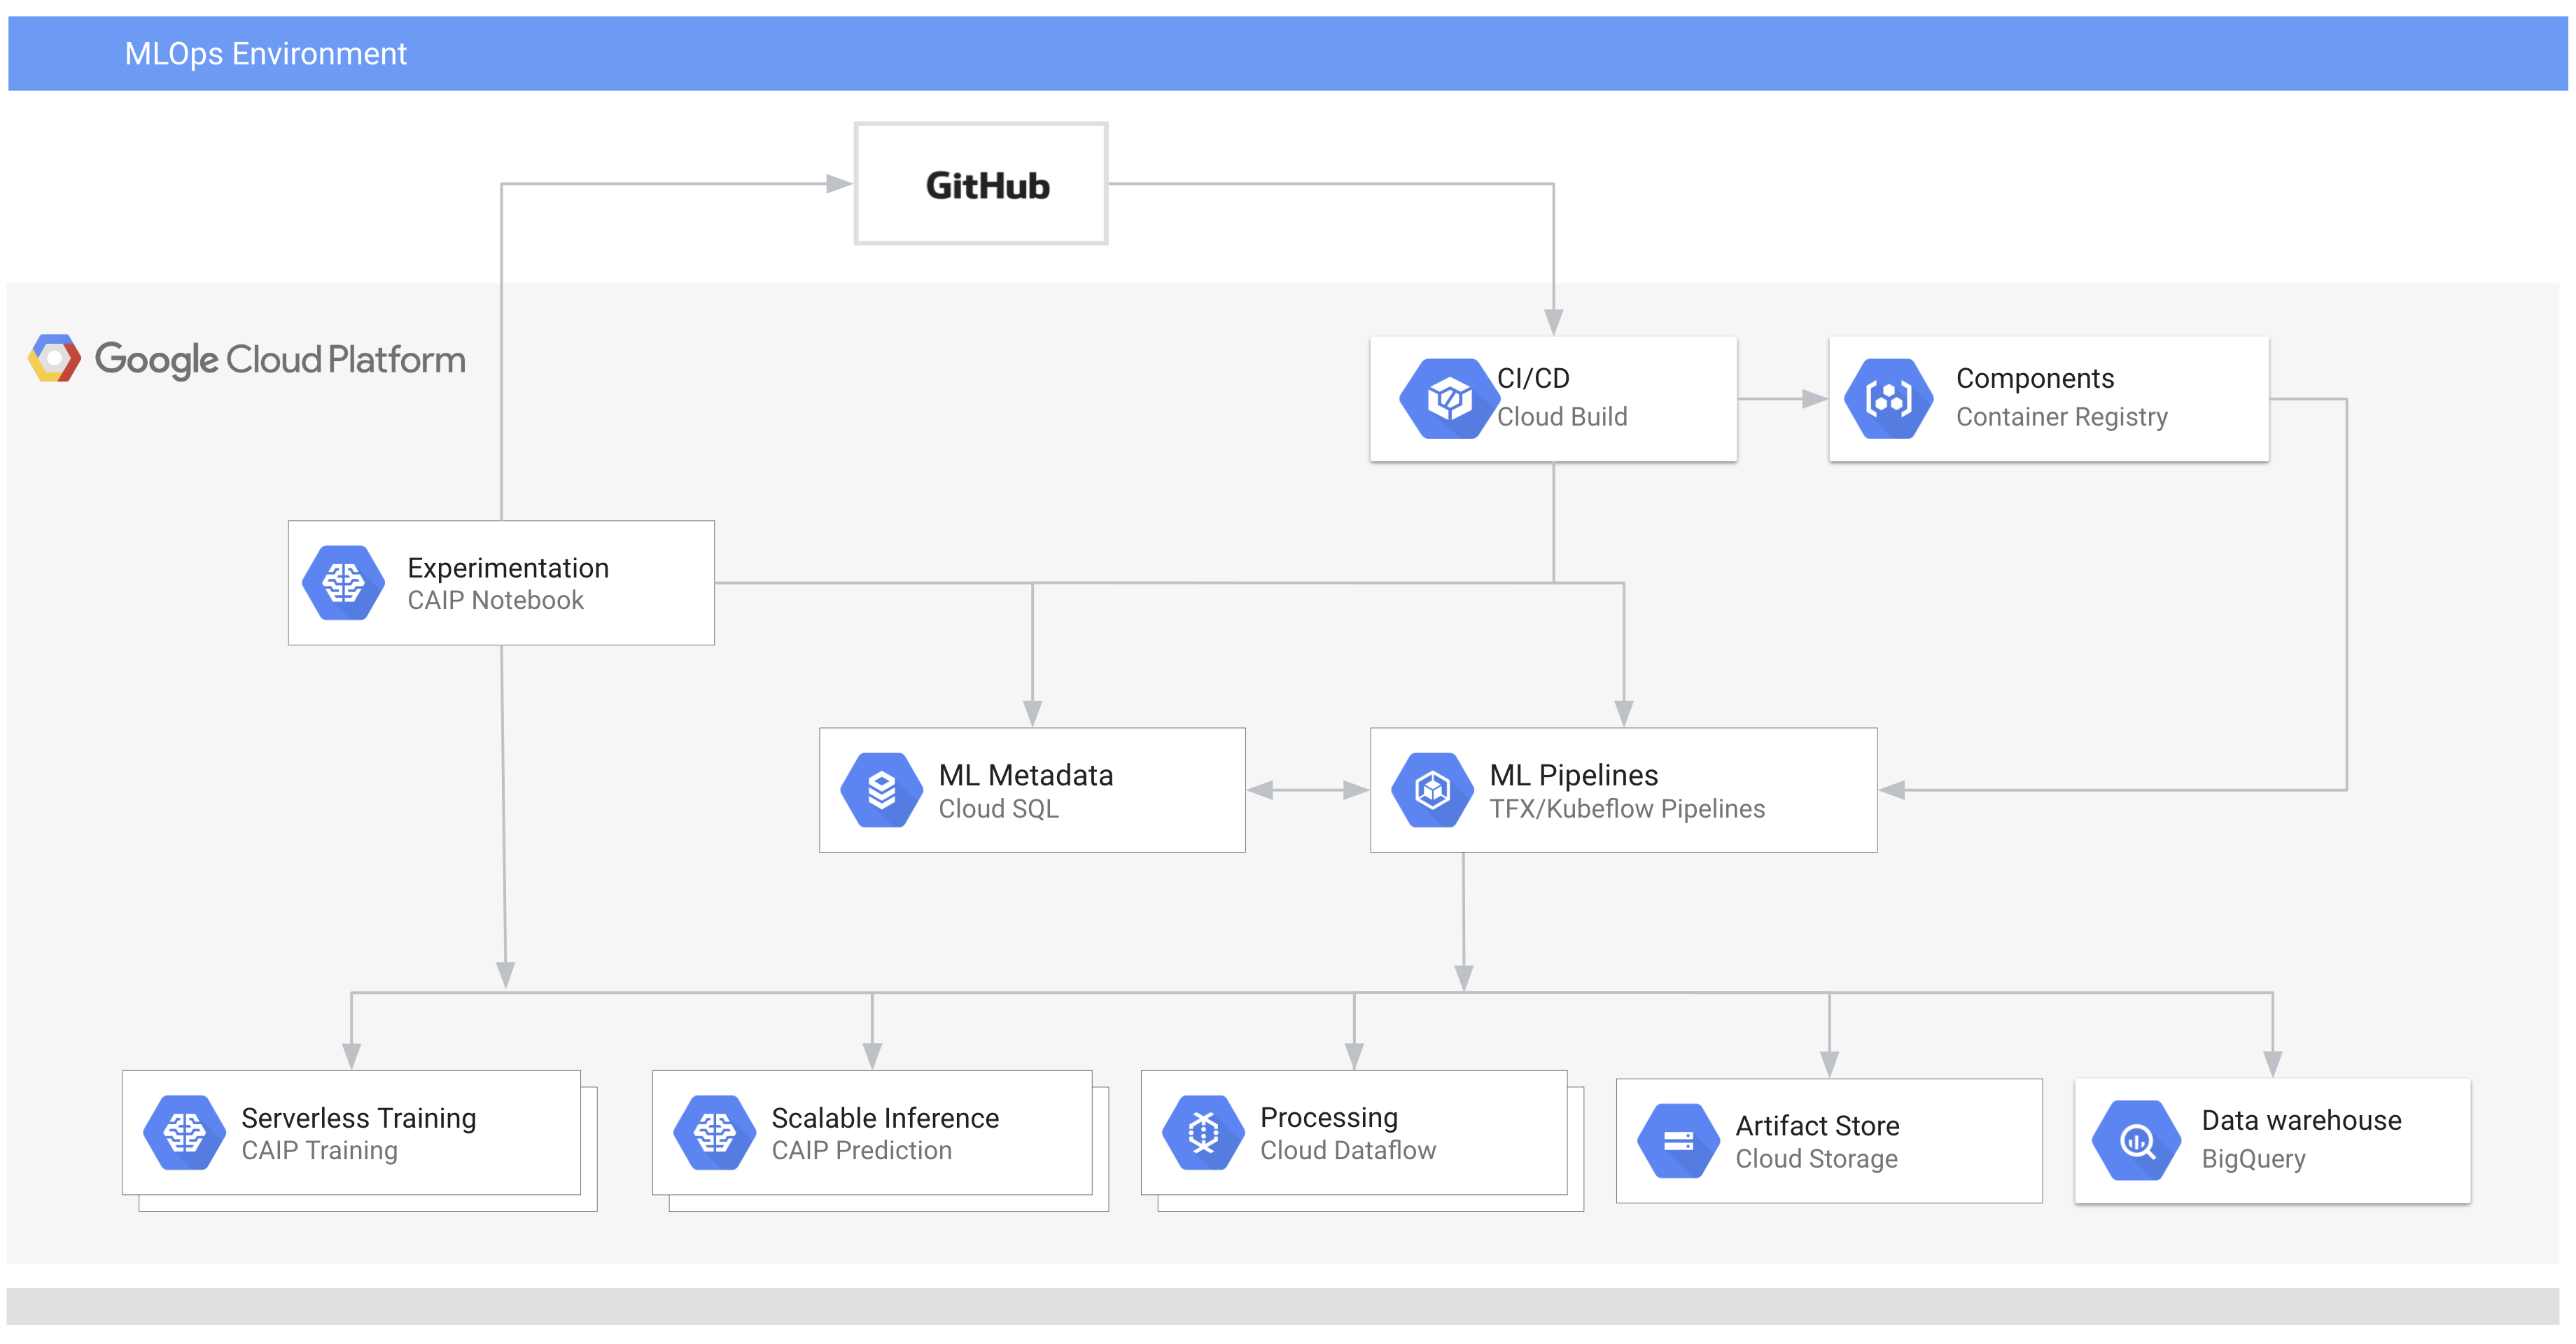 MLOps Environment
GitHub
Google Cloud Platform
CI/CD
Cloud Build
Components
Container Registry
Experimentation
CAIP Notebook
ML Metadata
Cloud SQL
ML Pipelines
TFX/Kubeflow Pipelines
Serverless Training
CAIP Training
Scalable Inference
CAIP Prediction
Processing
Cloud Dataflow
Artifact Store
Cloud Storage
Data warehouse
BigQuery